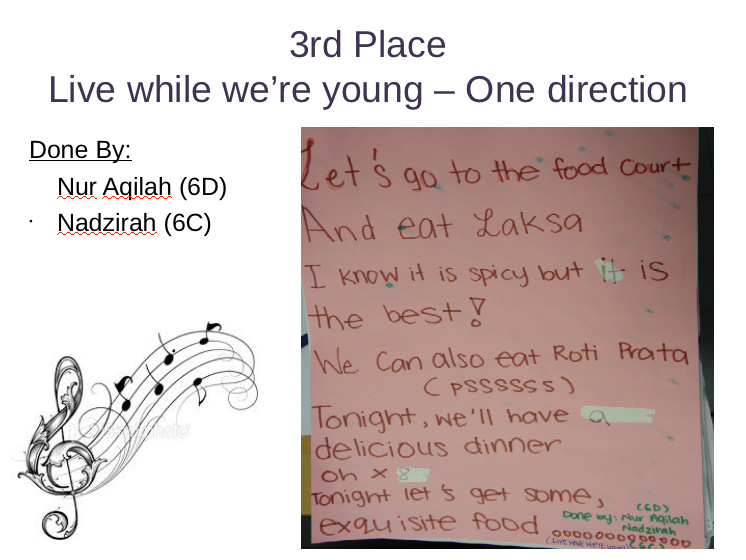 3rd Place
Live while we're young – One direction
Done By:
Nur Aqilah (6D)
Nadzirah (6C)
Let's go to the food court
And eat Laksa
I know it is spicy but it is
the best!
We can also eat Roti Prata
(PSSSSSS)
Tonight, we'll have a
delicious dinner
oh x 8
Tonight let's get some,
exquisite food
(6D)
Done by: Nur Aqilah
Nadzirah
(Live while we're young)
(6C)